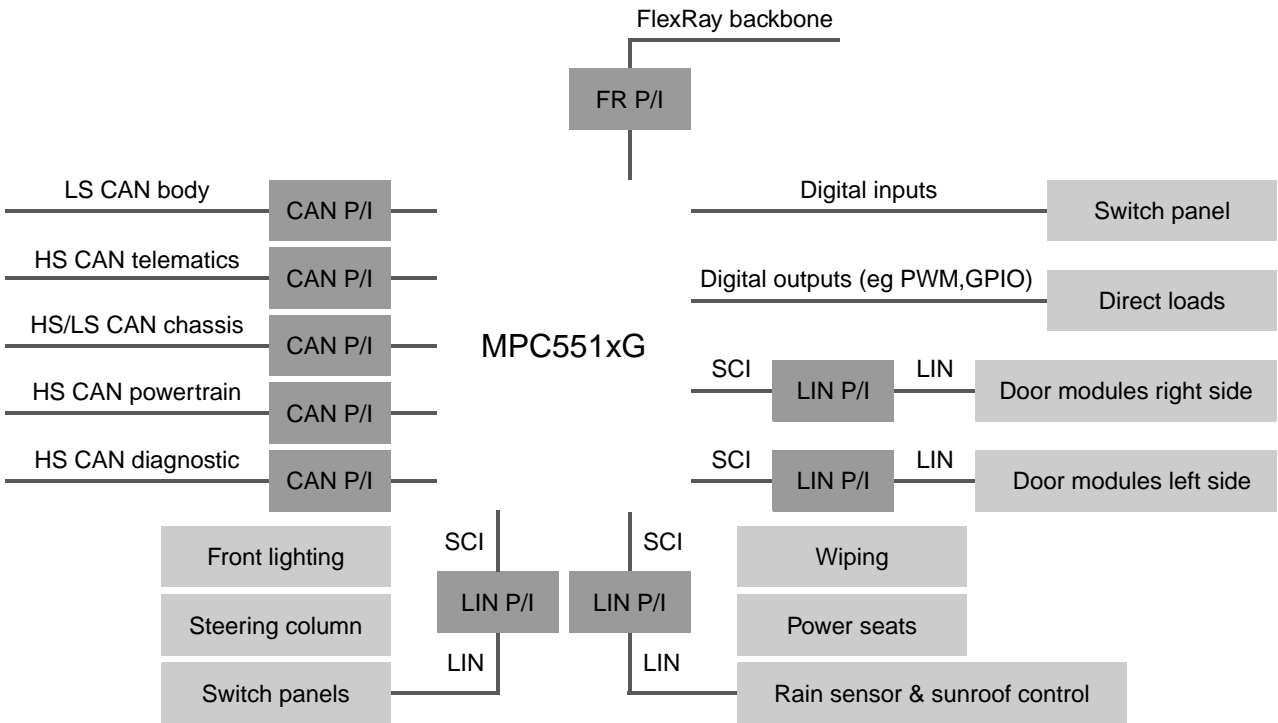 FlexRay backbone
FR P/I
LS CAN body
CAN P/I
HS CAN telematics
CAN P/I
HS/LS CAN chassis
CAN P/I
HS CAN powertrain
CAN P/I
HS CAN diagnostic
CAN P/I
MPC551xG
Digital inputs
Switch panel
Digital outputs (eg PWM,GPIO)
Direct loads
SCI
LIN P/I
LIN
Door modules right side
SCI
LIN P/I
LIN
Door modules left side
Front lighting
Steering column
Switch panels
SCI
LIN P/I
LIN
SCI
LIN P/I
LIN
Wiping
Power seats
Rain sensor & sunroof control